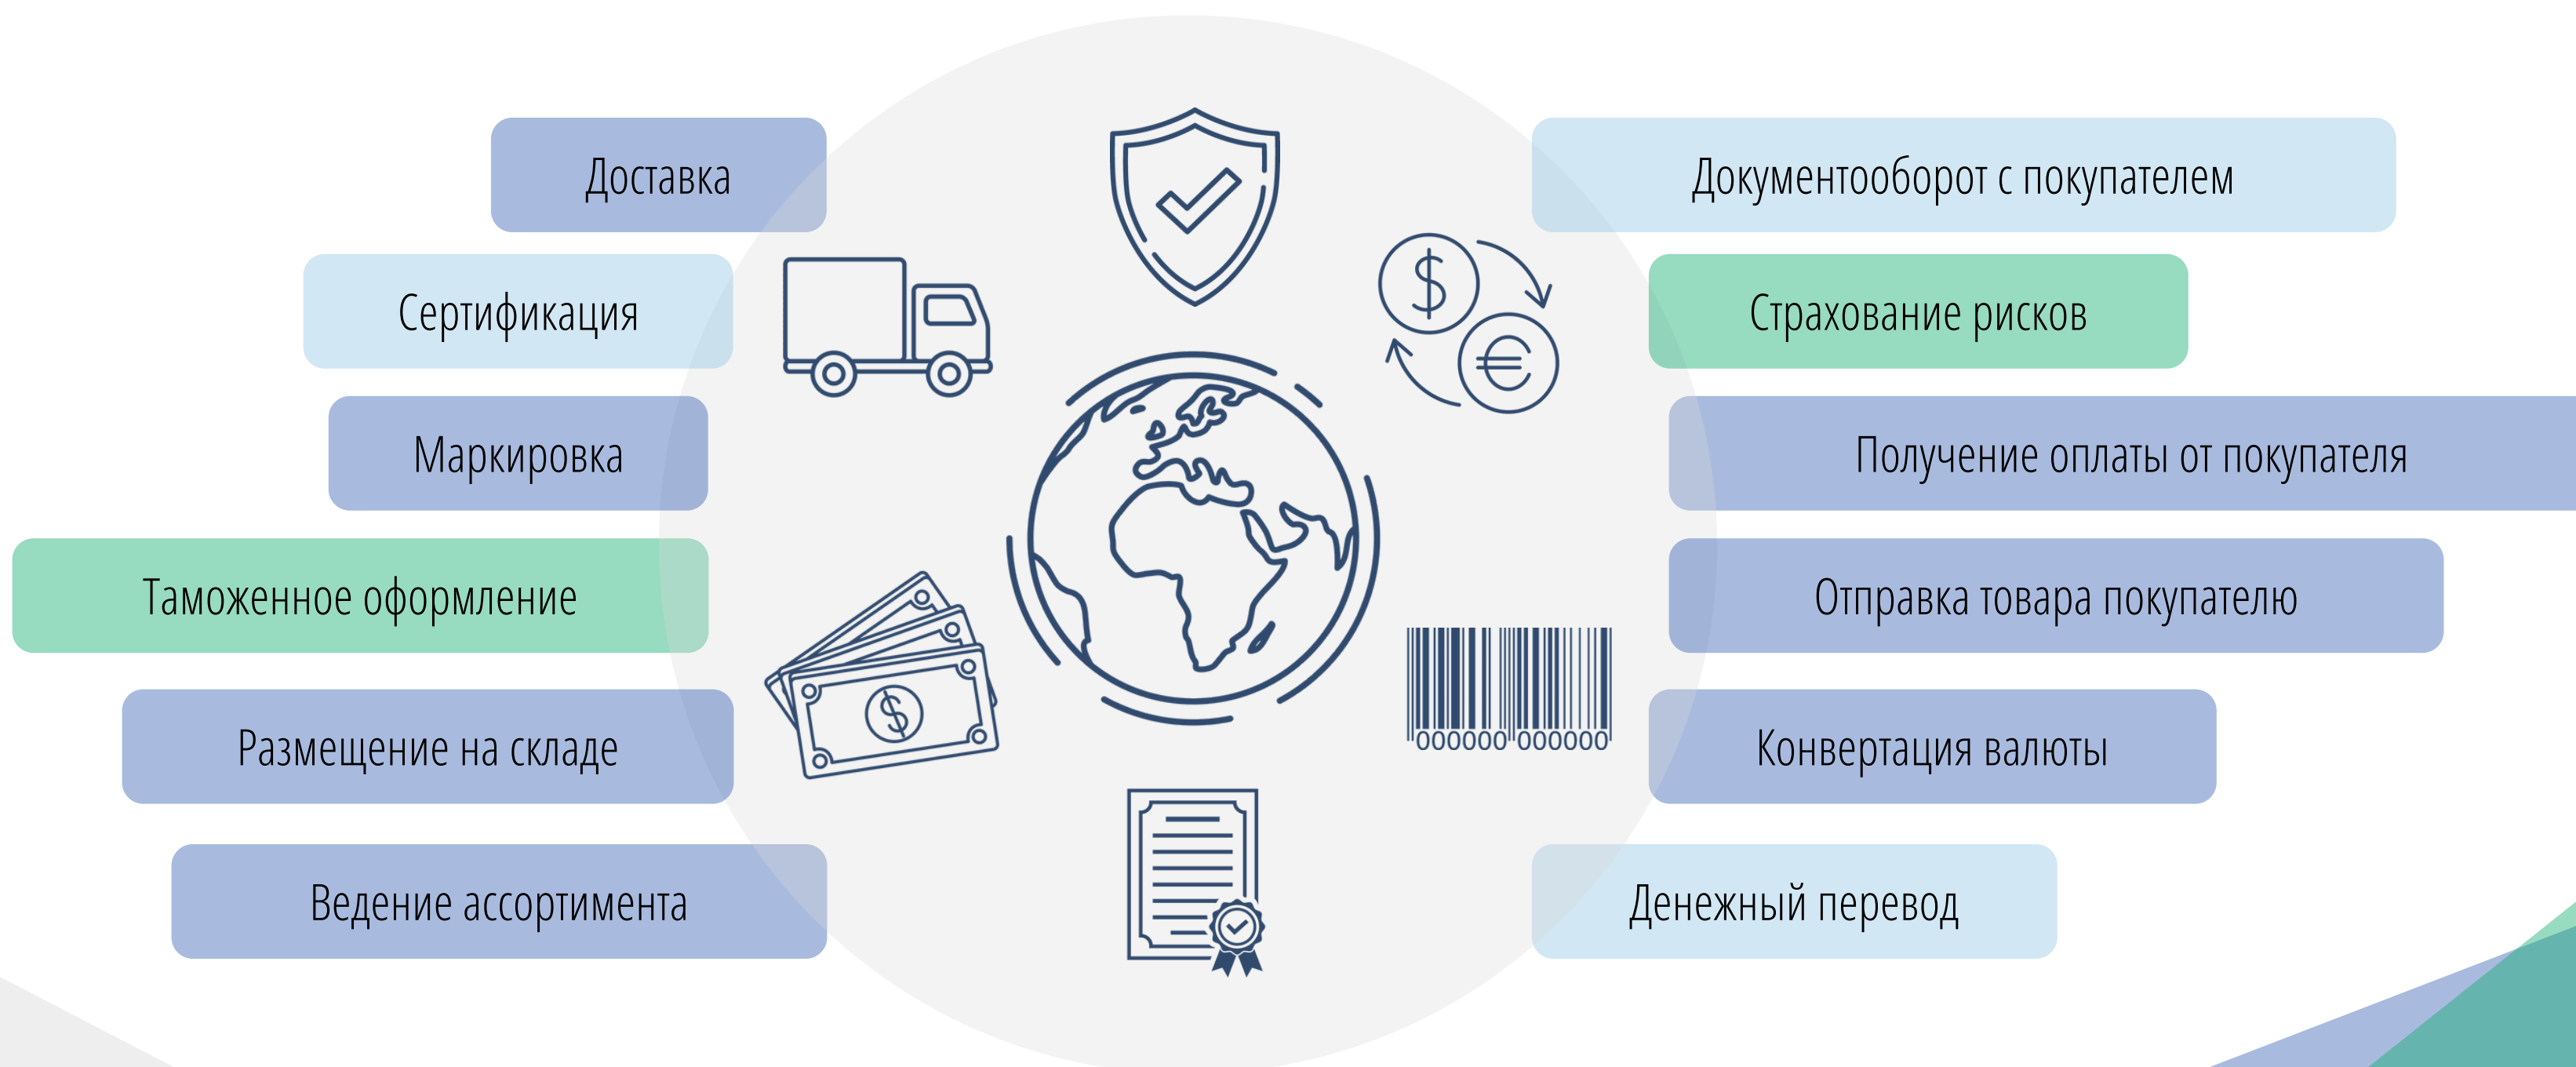 Доставка
Сертификация
Маркировка
Таможенное оформление
Размещение на складе
Ведение ассортимента
$
€
$
000000 000000
Документооборот с покупателем
Страхование рисков
Получение оплаты от покупателя
Отправка товара покупателю
Конвертация валюты
Денежный перевод